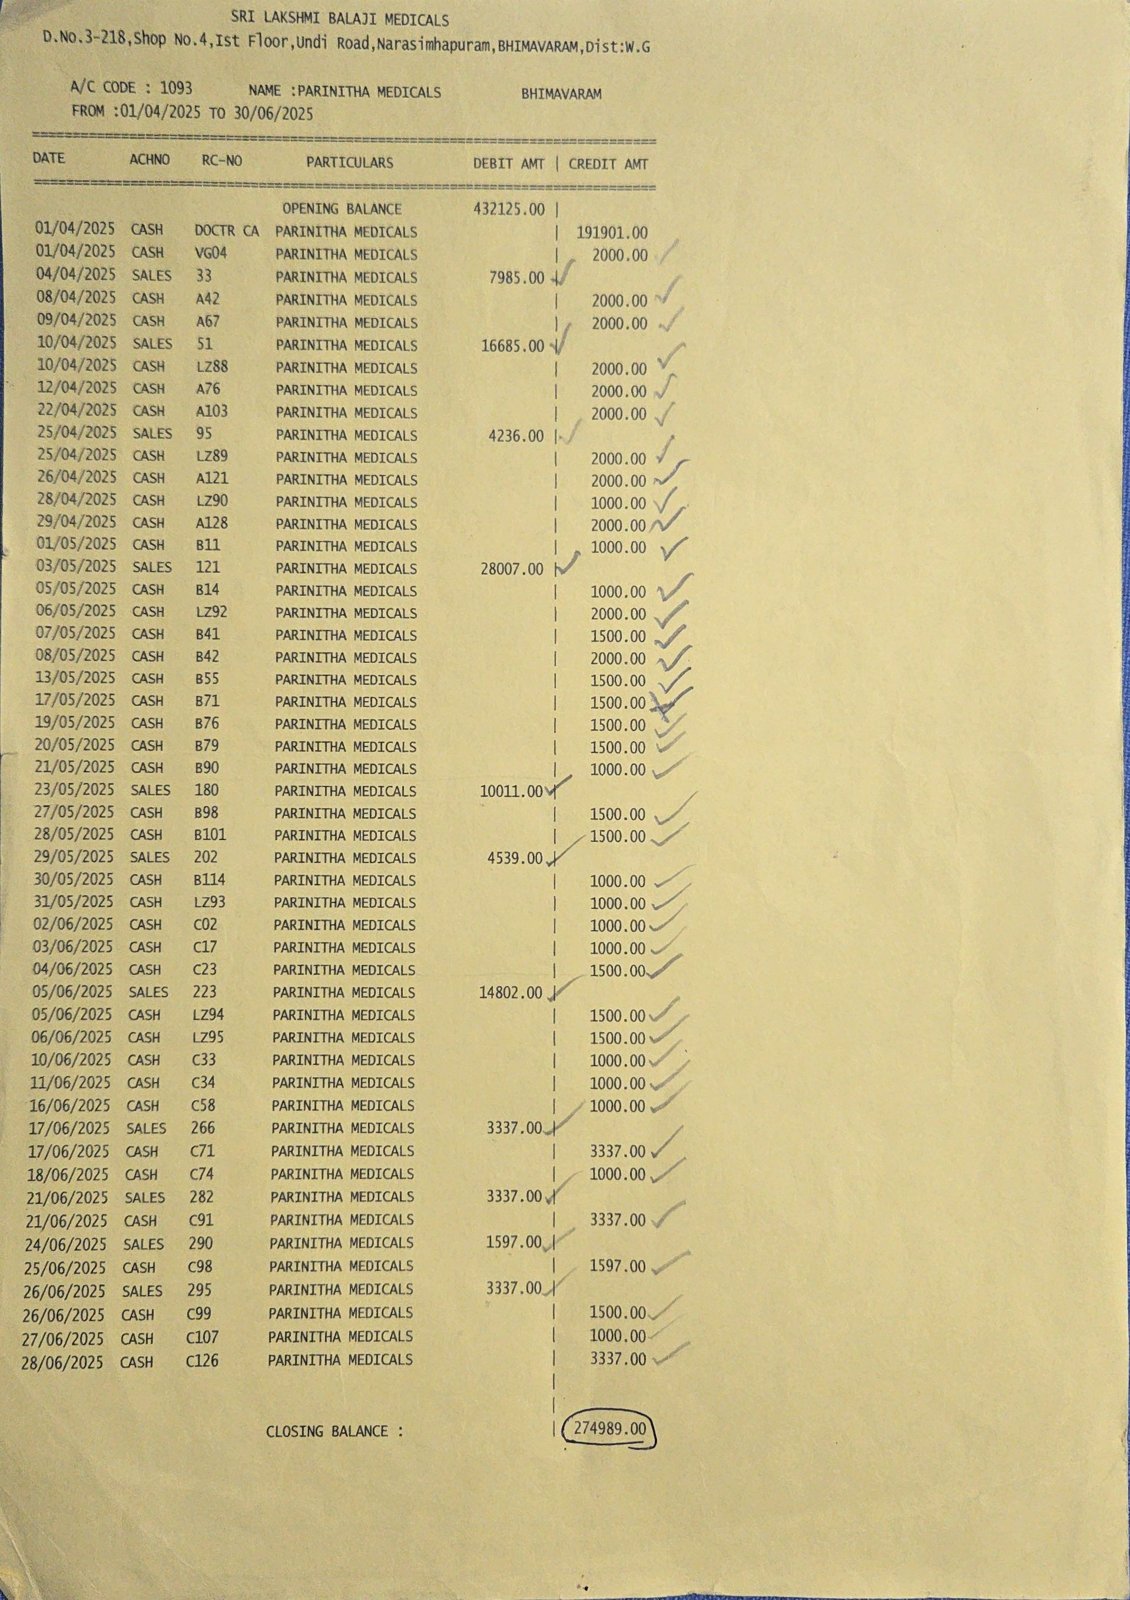 SRI LAKSHMI BALAJI MEDICALS
D.No.3-218,Shop No.4,Ist Floor,Undi Road,Narasimhapuram,BHIMAVARAM,Dist:W.G
A/C CODE : 1093 NAME :PARINITHA MEDICALS BHIMAVARAM
FROM :01/04/2025 TO 30/06/2025
DATE ACHNO RC-NO PARTICULARS DEBIT AMT | CREDIT AMT
OPENING BALANCE 432125.00 |
01/04/2025 CASH DOCTR CA PARINITHA MEDICALS | 191901.00
01/04/2025 CASH VG04 PARINITHA MEDICALS | 2000.00
04/04/2025 SALES 33 PARINITHA MEDICALS 7985.00 |
08/04/2025 CASH A42 PARINITHA MEDICALS | 2000.00
09/04/2025 CASH A67 PARINITHA MEDICALS | 2000.00
10/04/2025 SALES 51 PARINITHA MEDICALS 16685.00 |
10/04/2025 CASH LZ88 PARINITHA MEDICALS | 2000.00
12/04/2025 CASH A76 PARINITHA MEDICALS | 2000.00
22/04/2025 CASH A103 PARINITHA MEDICALS | 2000.00
25/04/2025 SALES 95 PARINITHA MEDICALS 4236.00 |
25/04/2025 CASH LZ89 PARINITHA MEDICALS | 2000.00
26/04/2025 CASH A121 PARINITHA MEDICALS | 2000.00
28/04/2025 CASH LZ90 PARINITHA MEDICALS | 1000.00
29/04/2025 CASH A128 PARINITHA MEDICALS | 2000.00
01/05/2025 CASH B11 PARINITHA MEDICALS | 1000.00
03/05/2025 SALES 121 PARINITHA MEDICALS 28007.00 |
05/05/2025 CASH B14 PARINITHA MEDICALS | 1000.00
06/05/2025 CASH LZ92 PARINITHA MEDICALS | 2000.00
07/05/2025 CASH B41 PARINITHA MEDICALS | 1500.00
08/05/2025 CASH B42 PARINITHA MEDICALS | 2000.00
13/05/2025 CASH B55 PARINITHA MEDICALS | 1500.00
17/05/2025 CASH B71 PARINITHA MEDICALS | 1500.00
19/05/2025 CASH B76 PARINITHA MEDICALS | 1500.00
20/05/2025 CASH B79 PARINITHA MEDICALS | 1500.00
21/05/2025 CASH B90 PARINITHA MEDICALS | 1000.00
23/05/2025 SALES 180 PARINITHA MEDICALS 10011.00 |
27/05/2025 CASH B98 PARINITHA MEDICALS | 1500.00
28/05/2025 CASH B101 PARINITHA MEDICALS | 1500.00
29/05/2025 SALES 202 PARINITHA MEDICALS 4539.00 |
30/05/2025 CASH B114 PARINITHA MEDICALS | 1000.00
31/05/2025 CASH LZ93 PARINITHA MEDICALS | 1000.00
02/06/2025 CASH C02 PARINITHA MEDICALS | 1000.00
03/06/2025 CASH C17 PARINITHA MEDICALS | 1000.00
04/06/2025 CASH C23 PARINITHA MEDICALS | 1500.00
05/06/2025 SALES 223 PARINITHA MEDICALS 14802.00 |
05/06/2025 CASH LZ94 PARINITHA MEDICALS | 1500.00
06/06/2025 CASH LZ95 PARINITHA MEDICALS | 1500.00
10/06/2025 CASH C33 PARINITHA MEDICALS | 1000.00
11/06/2025 CASH C34 PARINITHA MEDICALS | 1000.00
16/06/2025 CASH C58 PARINITHA MEDICALS | 1000.00
17/06/2025 SALES 266 PARINITHA MEDICALS 3337.00 |
17/06/2025 CASH C71 PARINITHA MEDICALS | 3337.00
18/06/2025 CASH C74 PARINITHA MEDICALS | 1000.00
21/06/2025 SALES 282 PARINITHA MEDICALS 3337.00 |
21/06/2025 CASH C91 PARINITHA MEDICALS | 3337.00
24/06/2025 SALES 290 PARINITHA MEDICALS 1597.00 |
25/06/2025 CASH C98 PARINITHA MEDICALS | 1597.00
26/06/2025 SALES 295 PARINITHA MEDICALS 3337.00 |
26/06/2025 CASH C99 PARINITHA MEDICALS | 1500.00
27/06/2025 CASH C107 PARINITHA MEDICALS | 1000.00
28/06/2025 CASH C126 PARINITHA MEDICALS | 3337.00
CLOSING BALANCE : | 274989.00